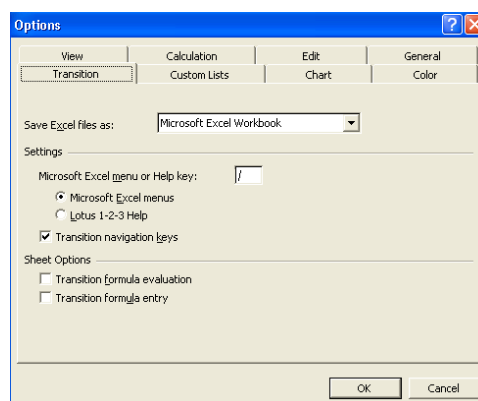 Options
View Calculation Edit General
Transition Custom Lists Chart Color
Save Excel files as: Microsoft Excel Workbook
Settings
Microsoft Excel menu or Help key: /
Microsoft Excel menus
Lotus 1-2-3 Help
Transition navigation keys
Sheet Options
Transition formula evaluation
Transition formula entry
OK Cancel